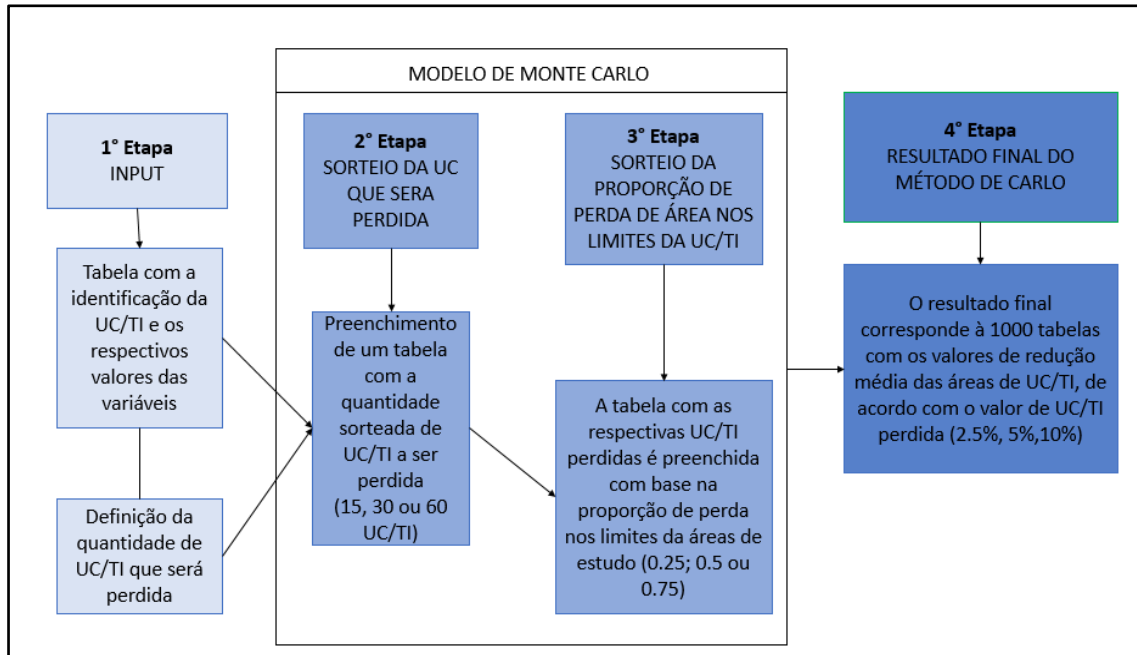 MODELO DE MONTE CARLO
1° Etapa
INPUT
Tabela com a
identificação da
UC/TI e os
respectivos
valores das
variáveis
Definição da
quantidade de
UC/TI que será
perdida
2° Etapa
SORTEIO DA UC
QUE SERA
PERDIDA
Preenchimento
de um tabela
com a
quantidade
sorteada de
UC/TI a ser
perdida
(15, 30 ou 60
UC/TI)
3° Etapa
SORTEIO DA
PROPORÇÃO DE
PERDA DE ÁREA NOS
LIMITES DA UC/TI
A tabela com as
respectivas UC/TI
perdidas é preenchida
com base na
proporção de perda
nos limites da áreas de
estudo (0.25; 0.5 ou
0.75)
4° Etapa
RESULTADO FINAL DO
MÉTODO DE CARLO
O resultado final
corresponde à 1000 tabelas
com os valores de redução
média das áreas de UC/TI, de
acordo com o valor de UC/TI
perdida (2.5%, 5%,10%)